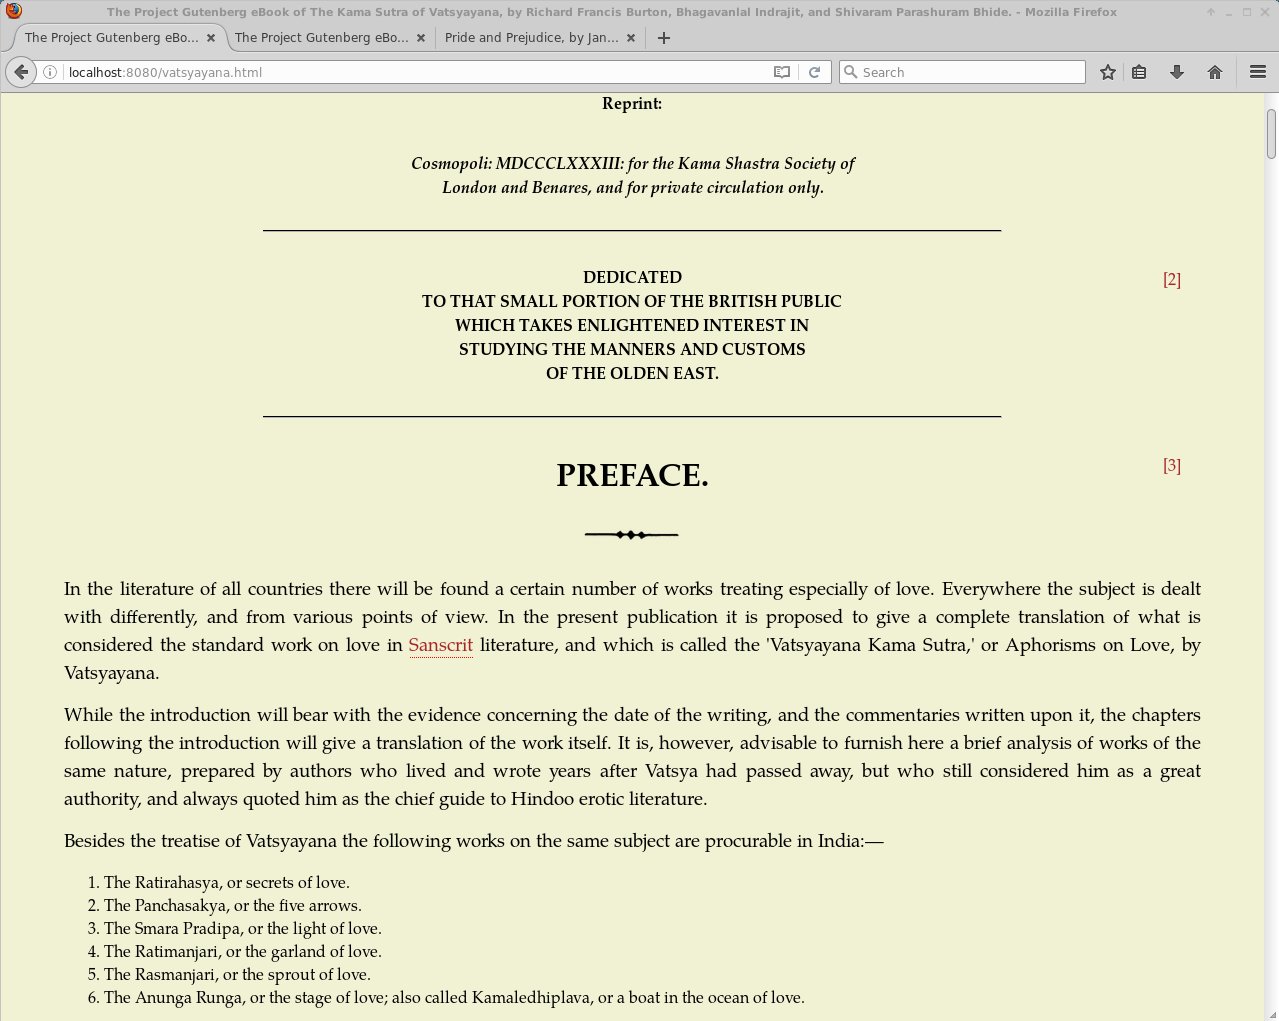 The Project Gutenberg eBook of The Kama Sutra of Vatsyayana, by Richard Francis Burton, Bhagavanlal Indrajit, and Shivaram Parashuram Bhide. - Mozilla Firefox
The Project Gutenberg eBo... The Project Gutenberg eBo... Pride and Prejudice, by Jan...
localhost:8080/vatsyayana.html Search
Reprint:
Cosmopoli: MDCCCLXXXIII: for the Kama Shastra Society of
London and Benares, and for private circulation only.
DEDICATED [2]
TO THAT SMALL PORTION OF THE BRITISH PUBLIC
WHICH TAKES ENLIGHTENED INTEREST IN
STUDYING THE MANNERS AND CUSTOMS
OF THE OLDEN EAST.
PREFACE. [3]
In the literature of all countries there will be found a certain number of works treating especially of love. Everywhere the subject is dealt
with differently, and from various points of view. In the present publication it is proposed to give a complete translation of what is
considered the standard work on love in Sanscrit literature, and which is called the 'Vatsyayana Kama Sutra,' or Aphorisms on Love, by
Vatsyayana.
While the introduction will bear with the evidence concerning the date of the writing, and the commentaries written upon it, the chapters
following the introduction will give a translation of the work itself. It is, however, advisable to furnish here a brief analysis of works of the
same nature, prepared by authors who lived and wrote years after Vatsya had passed away, but who still considered him as a great
authority, and always quoted him as the chief guide to Hindoo erotic literature.
Besides the treatise of Vatsyayana the following works on the same subject are procurable in India:—
1. The Ratirahasya, or secrets of love.
2. The Panchasakya, or the five arrows.
3. The Smara Pradipa, or the light of love.
4. The Ratimanjari, or the garland of love.
5. The Rasmanjari, or the sprout of love.
6. The Anunga Runga, or the stage of love; also called Kamaledhiplava, or a boat in the ocean of love.